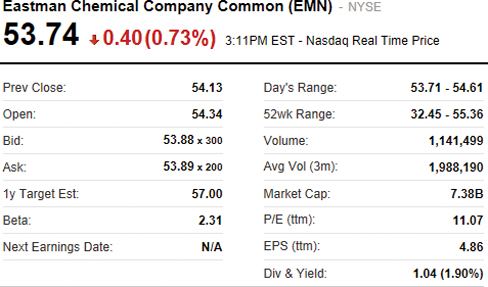 Eastman Chemical Company Common (EMN) - NYSE
53.74 0.40 (0.73%) 3:11PM EST - Nasdaq Real Time Price
Prev Close: 54.13
Open: 54.34
Bid: 53.88 x 300
Ask: 53.89 x 200
1y Target Est: 57.00
Beta: 2.31
Next Earnings Date: N/A
Day's Range: 53.71 - 54.61
52wk Range: 32.45 - 55.36
Volume: 1,141,499
Avg Vol (3m): 1,988,190
Market Cap: 7.38B
P/E (ttm): 11.07
EPS (ttm): 4.86
Div & Yield: 1.04 (1.90%)